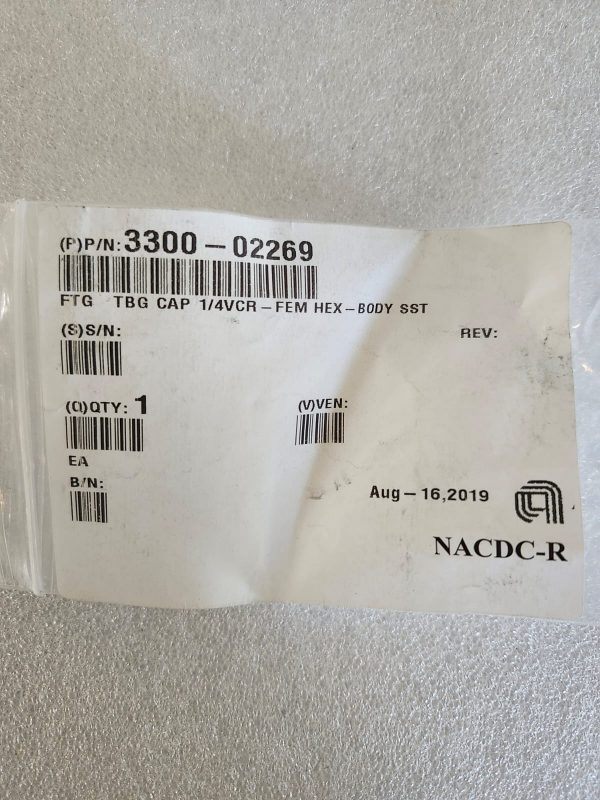 (P)P/N: 3300-02269
FTG TBG CAP 1/4VCR-FEM HEX-BODY SST
(S)S/N:
REV:
(Q)QTY: 1
(V)VEN:
EA
B/N:
Aug-16,2019
NACDC-R